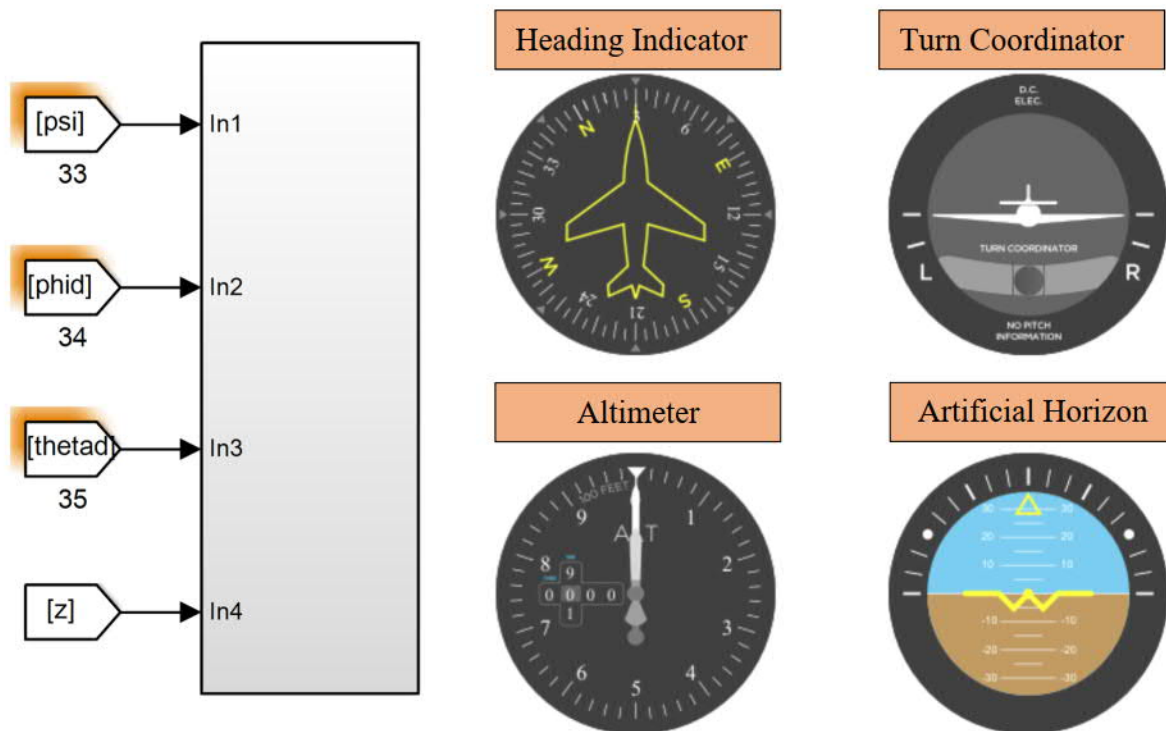 [psi]
33
In1
[phid]
34
In2
[thetad]
35
In3
[z]
In4
Heading Indicator
3
6
E
12
15
S
21
24
W
30
33
N
Turn Coordinator
D.C.
ELEC.
TURN COORDINATOR
L
R
NO PITCH
INFORMATION
Altimeter
100 FEET
ALT
1
2
3
4
5
6
7
8
9
9
0 0 0 0
1
Artificial Horizon
30 30
20 20
10 10
-10 -10
-20 -20
-30 -30